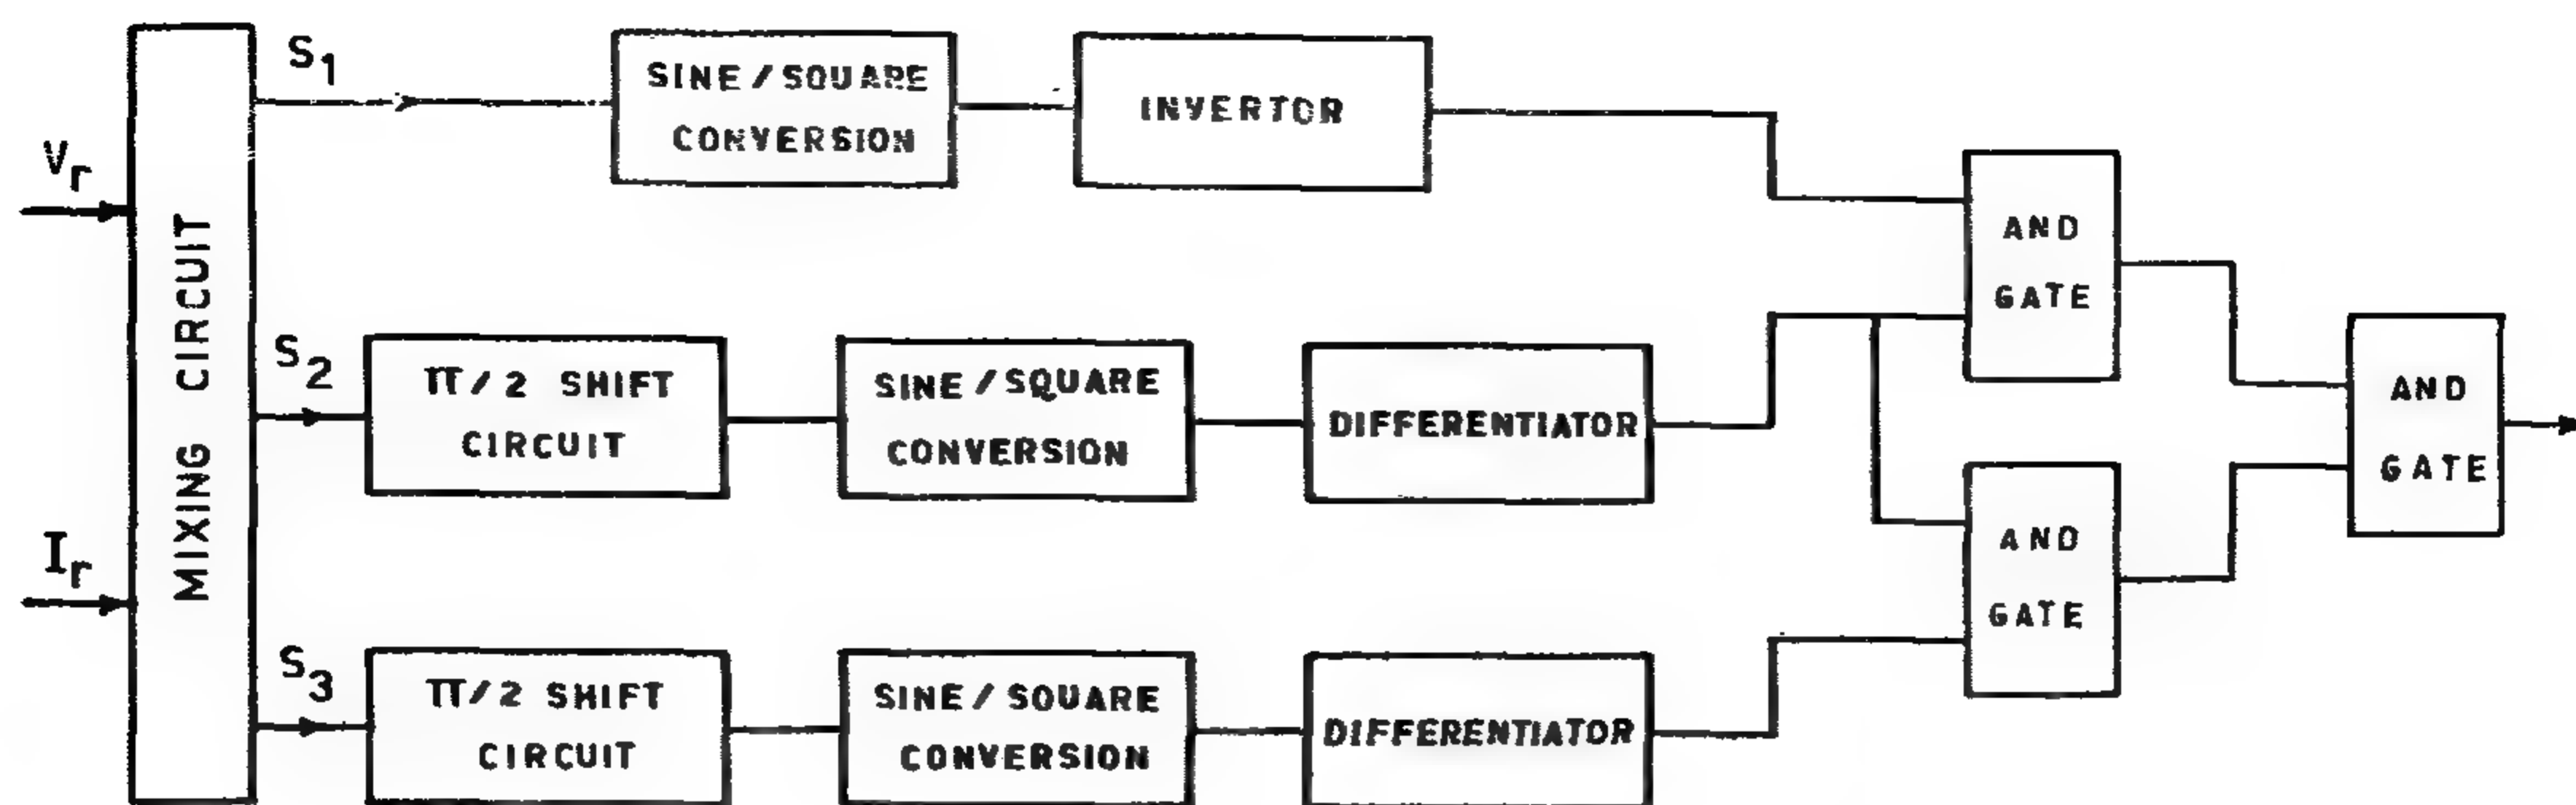 S1
SINE / SQUARE
CONVERSION
INVERTOR
Vr
MIXING CIRCUIT
AND
GATE
S2
π/2 SHIFT
CIRCUIT
SINE / SQUARE
CONVERSION
DIFFERENTIATOR
AND
GATE
Ir
AND
GATE
S3
π/2 SHIFT
CIRCUIT
SINE / SQUARE
CONVERSION
DIFFERENTIATOR